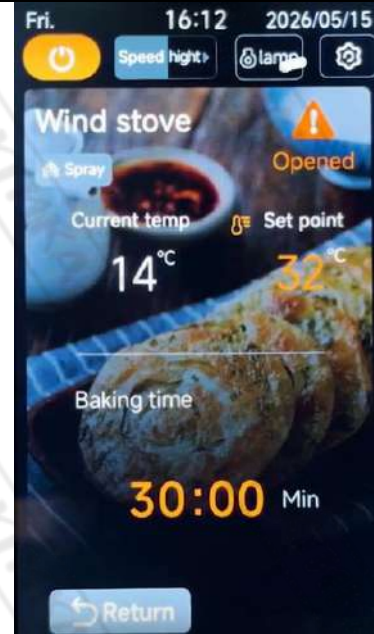 Fri. 16:12 2026/05/15
Speed hight lamp
Wind stove
Spray
Opened
Current temp Set point
14℃ 32℃
Baking time
30:00 Min
Return